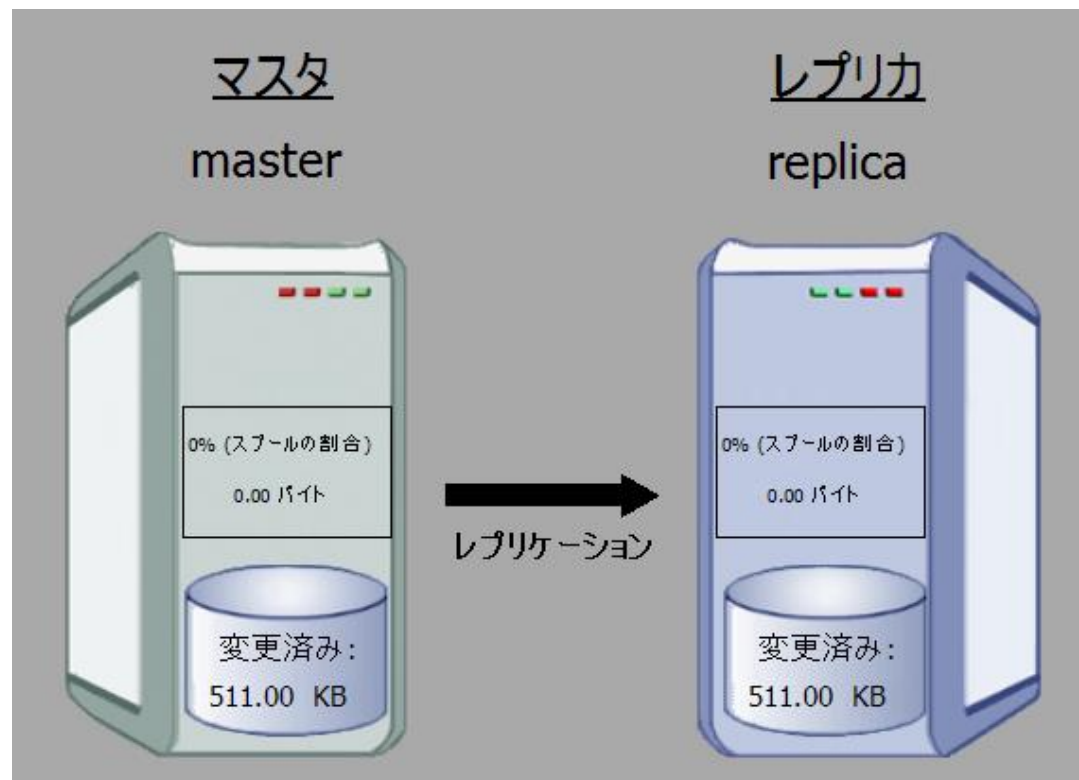 マスタ
master
0% (スプールの割合)
0.00 バイト
変更済み:
511.00 KB
レプリケーション
レプリカ
replica
0% (スプールの割合)
0.00 バイト
変更済み:
511.00 KB